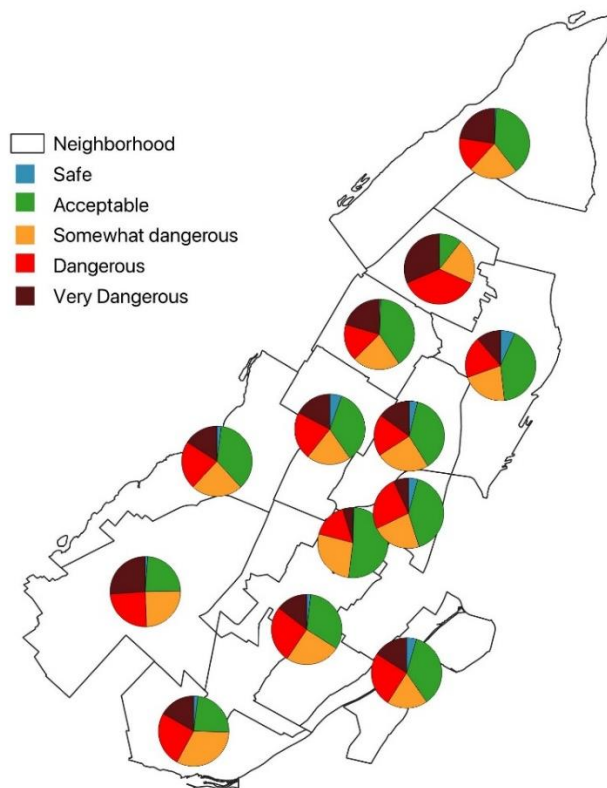 Neighborhood
Safe
Acceptable
Somewhat dangerous
Dangerous
Very Dangerous